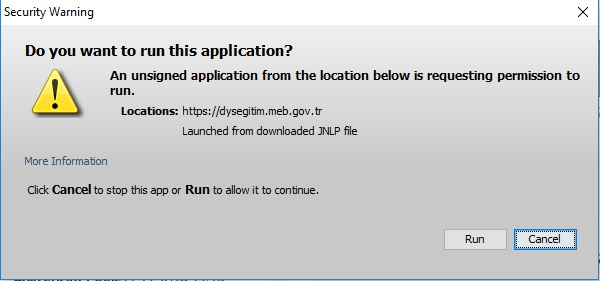 Security Warning
Do you want to run this application?
An unsigned application from the location below is requesting permission to
run.
Locations: https://dysegitim.meb.gov.tr
Launched from downloaded JNLP file
More Information
Click Cancel to stop this app or Run to allow it to continue.
Run Cancel